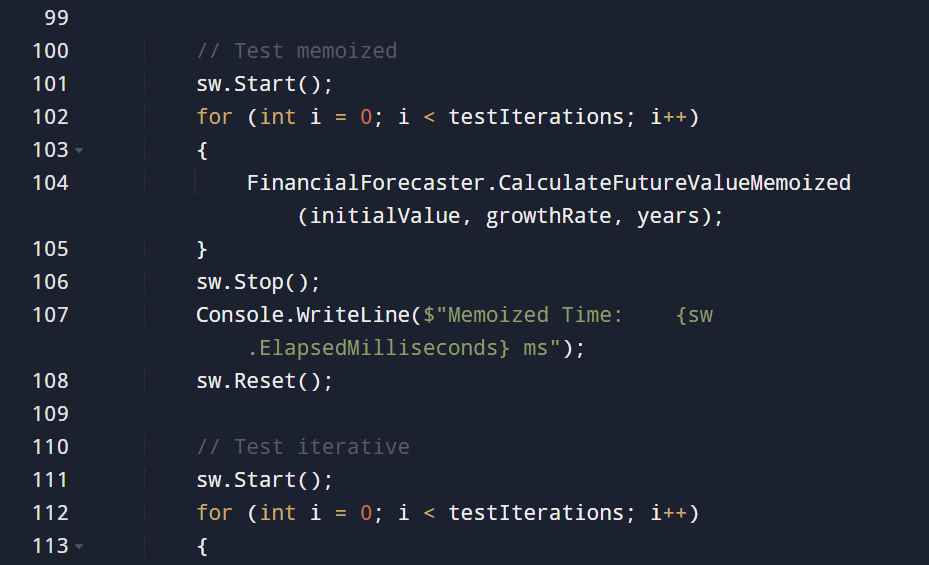 99
100 // Test memoized
101 sw.Start();
102 for (int i = 0; i < testIterations; i++)
103 {
104 FinancialForecaster.CalculateFutureValueMemoized
(initialValue, growthRate, years);
105 }
106 sw.Stop();
107 Console.WriteLine($"Memoized Time:    {sw
.ElapsedMilliseconds} ms");
108 sw.Reset();
109
110 // Test iterative
111 sw.Start();
112 for (int i = 0; i < testIterations; i++)
113 {